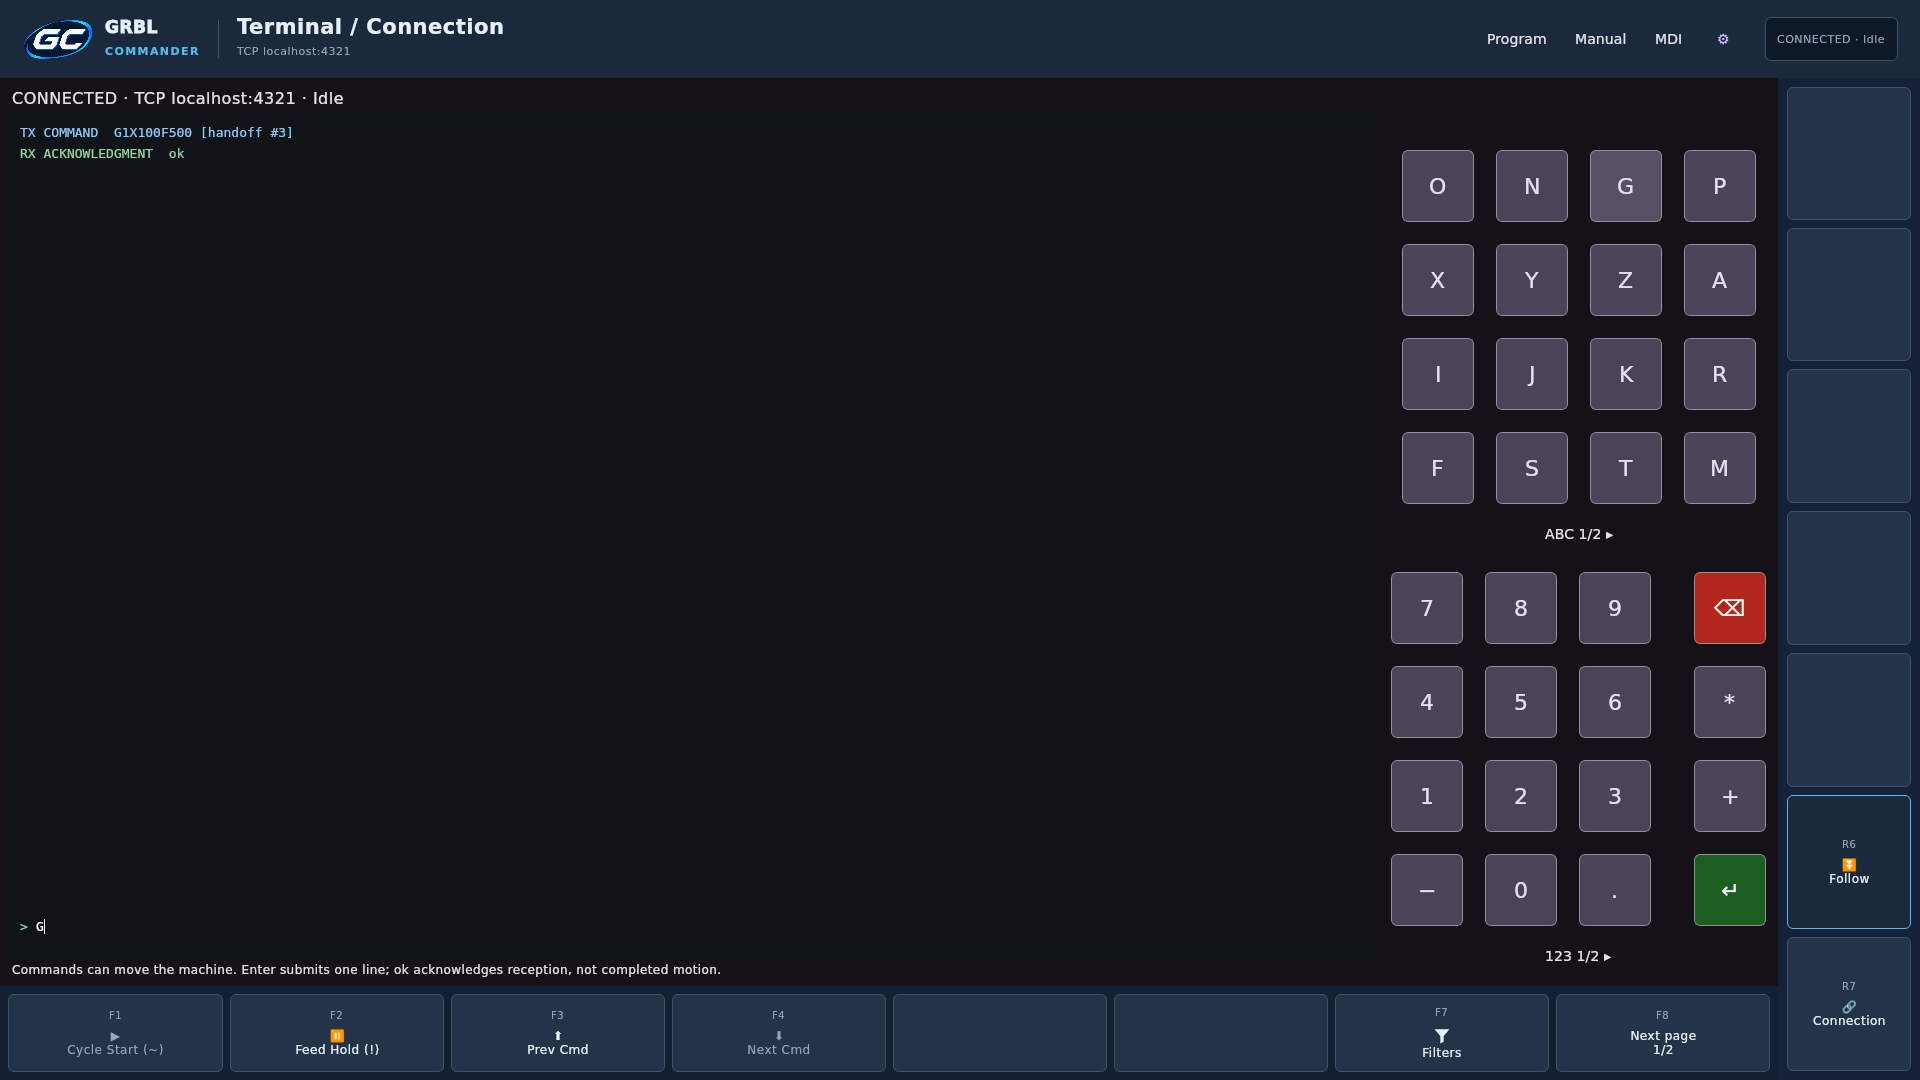 GC GRBL COMMANDER
Terminal / Connection
TCP localhost:4321
Program Manual MDI
CONNECTED · Idle
CONNECTED · TCP localhost:4321 · Idle
TX COMMAND  G1X100F500 [handoff #3]
RX ACKNOWLEDGMENT  ok
O N G P
X Y Z A
I J K R
F S T M
ABC 1/2 ▸
7 8 9 ⌫
4 5 6 *
1 2 3 +
− 0 . ↵
123 1/2 ▸
> G
Commands can move the machine. Enter submits one line; ok acknowledges reception, not completed motion.
R6
Follow
R7
Connection
F1
Cycle Start (~)
F2
Feed Hold (!)
F3
Prev Cmd
F4
Next Cmd
F7
Filters
F8
Next page
1/2